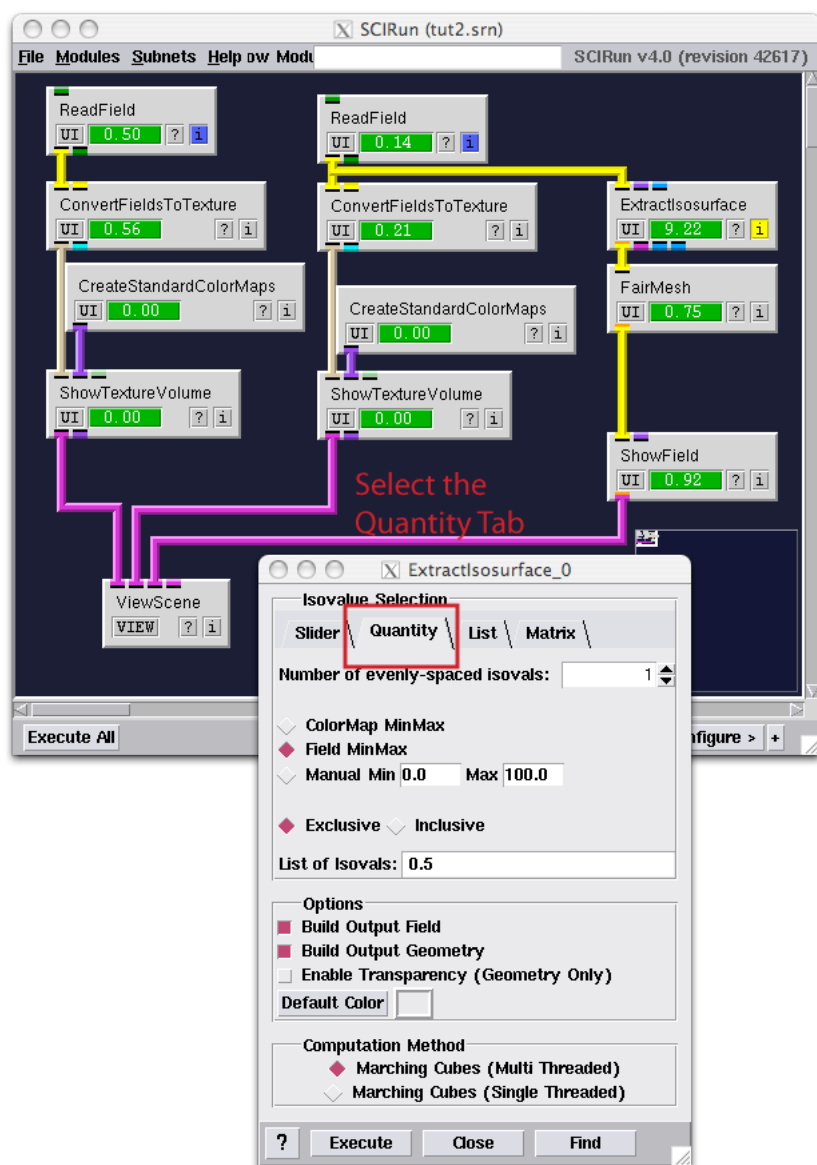 SCIRun (tut2.srn)
File Modules Subnets Help ow Modu SCIRun v4.0 (revision 42617)
ReadField
UI 0.50 ? i
ReadField
UI 0.14 ? i
ConvertFieldsToTexture
UI 0.56 ? i
ConvertFieldsToTexture
UI 0.21 ? i
ExtractIsosurface
UI 9.22 ? i
CreateStandardColorMaps
UI 0.00 ? i
FairMesh
UI 0.75 ? i
CreateStandardColorMaps
UI 0.00 ? i
ShowTextureVolume
UI 0.00 ? i
ShowTextureVolume
UI 0.00 ? i
ShowField
UI 0.92 ? i
Select the
Quantity Tab
ViewScene
VIEW ? i
Execute All
nfigure > +
ExtractIsosurface_0
Isovalue Selection
Slider Quantity List Matrix
Number of evenly-spaced isovals: 1
ColorMap MinMax
Field MinMax
Manual Min 0.0 Max 100.0
Exclusive Inclusive
List of Isovals: 0.5
Options
Build Output Field
Build Output Geometry
Enable Transparency (Geometry Only)
Default Color
Computation Method
Marching Cubes (Multi Threaded)
Marching Cubes (Single Threaded)
? Execute Close Find